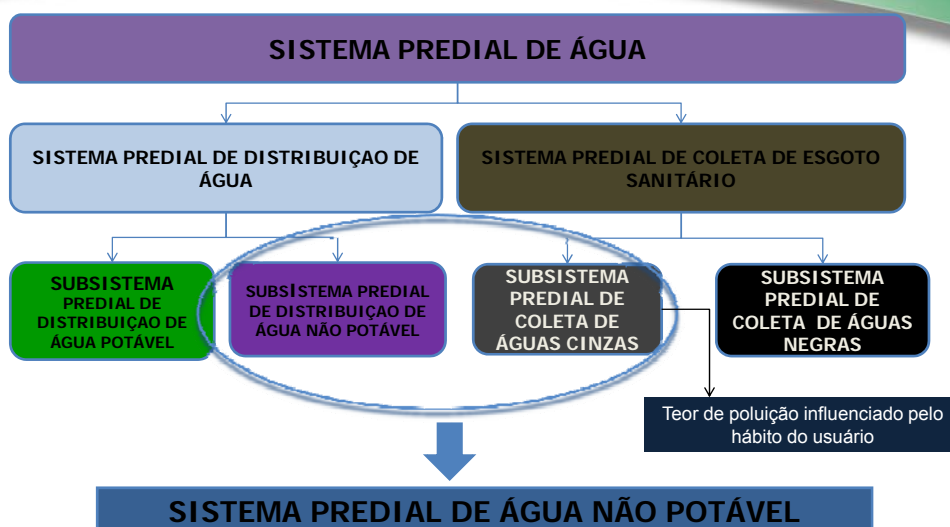 SISTEMA PREDIAL DE ÁGUA
SISTEMA PREDIAL DE DISTRIBUIÇAO DE
ÁGUA
SISTEMA PREDIAL DE COLETA DE ESGOTO
SANITÁRIO
SUBSISTEMA
PREDIAL DE
DISTRIBUIÇAO DE
ÁGUA POTÁVEL
SUBSISTEMA PREDIAL
DE DISTRIBUIÇAO DE
ÁGUA NÃO POTÁVEL
SUBSISTEMA
PREDIAL DE
COLETA DE
ÁGUAS CINZAS
SUBSISTEMA
PREDIAL DE
COLETA DE ÁGUAS
NEGRAS
Teor de poluição influenciado pelo
hábito do usuário
SISTEMA PREDIAL DE ÁGUA NÃO POTÁVEL